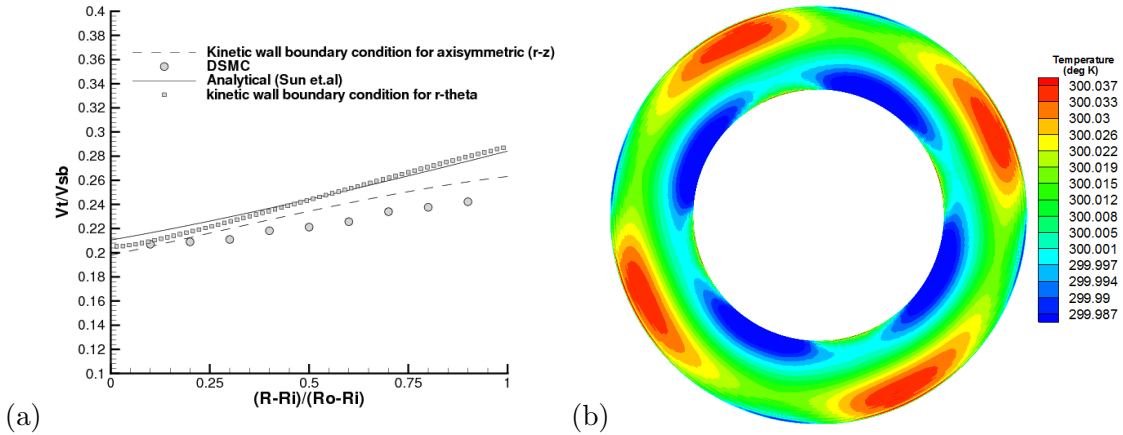 0.4
0.38
0.36
0.34
0.32
0.3
0.28
0.26
0.24
0.22
0.2
0.18
0.16
0.14
0.12
0.1
Vt/Vsb
Kinetic wall boundary condition for axisymmetric (r-z)
DSMC
Analytical (Sun et.al)
kinetic wall boundary condition for r-theta
0 0.25 0.5 0.75 1
(R-Ri)/(Ro-Ri)
(a)
Temperature
(deg K)
300.037
300.033
300.03
300.026
300.019
300.015
300.012
300.008
300.004
300.001
299.997
299.994
299.99
299.987
(b)